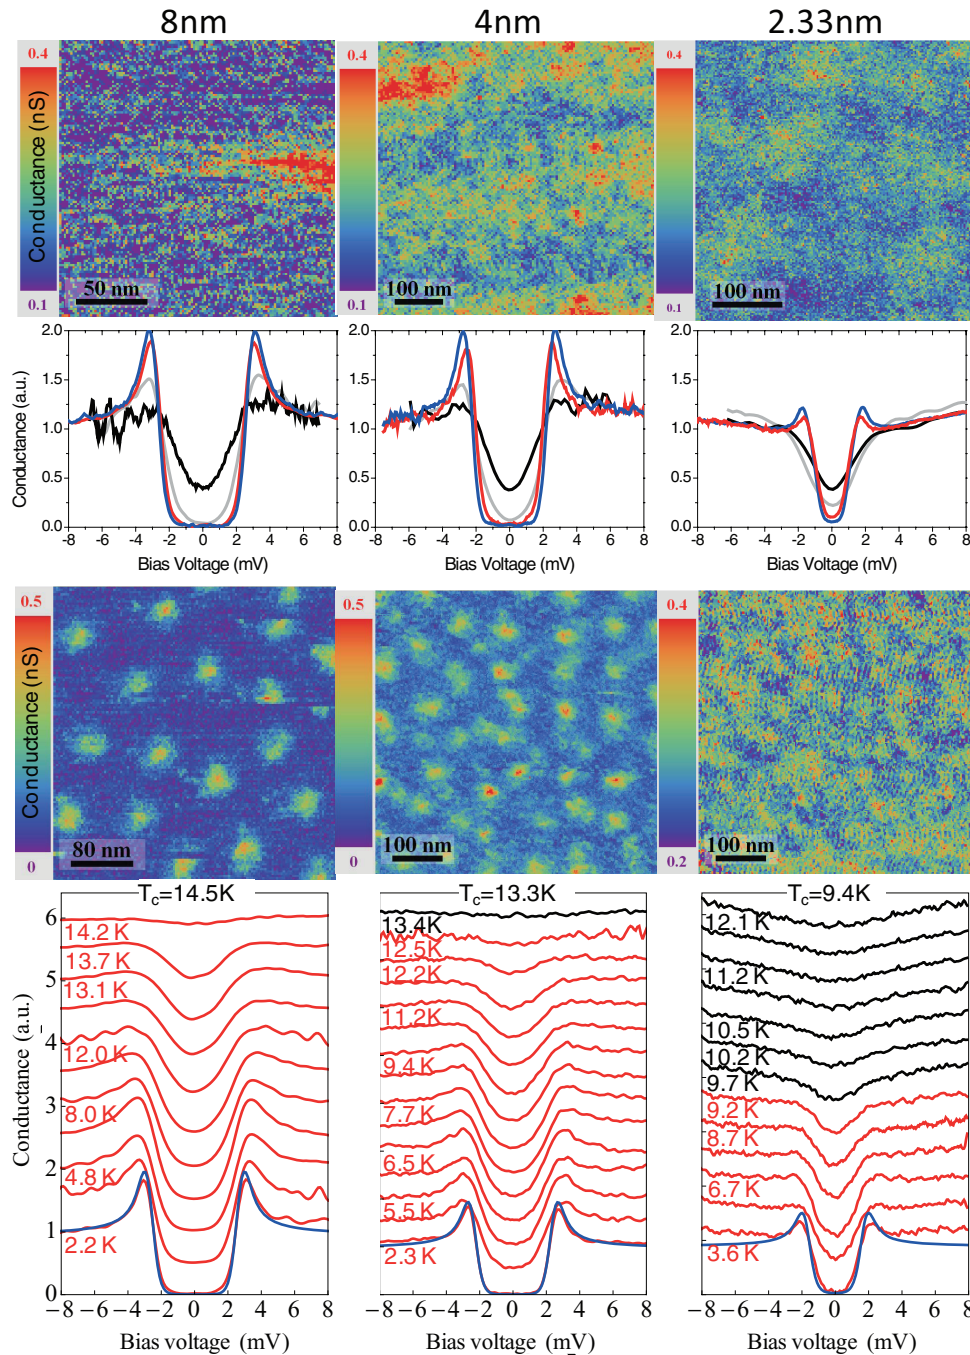 8nm 4nm 2.33nm
0.4 0.4 0.4
Conductance (nS)
50 nm 100 nm 100 nm
0.1 0.1 0.1
2.0 2.0 2.0
1.5 1.5 1.5
1.0 1.0 1.0
0.5 0.5 0.5
0.0 0.0 0.0
Conductance (a.u.)
-8 -6 -4 -2 0 2 4 6 8 -8 -6 -4 -2 0 2 4 6 8 -8 -6 -4 -2 0 2 4 6 8
Bias Voltage (mV) Bias Voltage (mV) Bias Voltage (mV)
0.5 0.5 0.4
Conductance (nS)
80 nm 100 nm 100 nm
0 0 0.2
Tc=14.5K Tc=13.3K Tc=9.4K
Conductance (a.u.)
6
5
4
3
2
1
0
14.2 K
13.7 K
13.1 K
12.0 K
8.0 K
4.8 K
2.2 K
13.4K
12.5K
12.2K
11.2K
9.4 K
7.7 K
6.5 K
5.5 K
2.3 K
12.1 K
11.2 K
10.5 K
10.2 K
9.7 K
9.2 K
8.7 K
6.7 K
3.6 K
−8 −6 −4 −2 0 2 4 6 8 −8 −6 −4 −2 0 2 4 6 8 −8 −6 −4 −2 0 2 4 6 8
Bias voltage (mV) Bias voltage (mV) Bias voltage (mV)